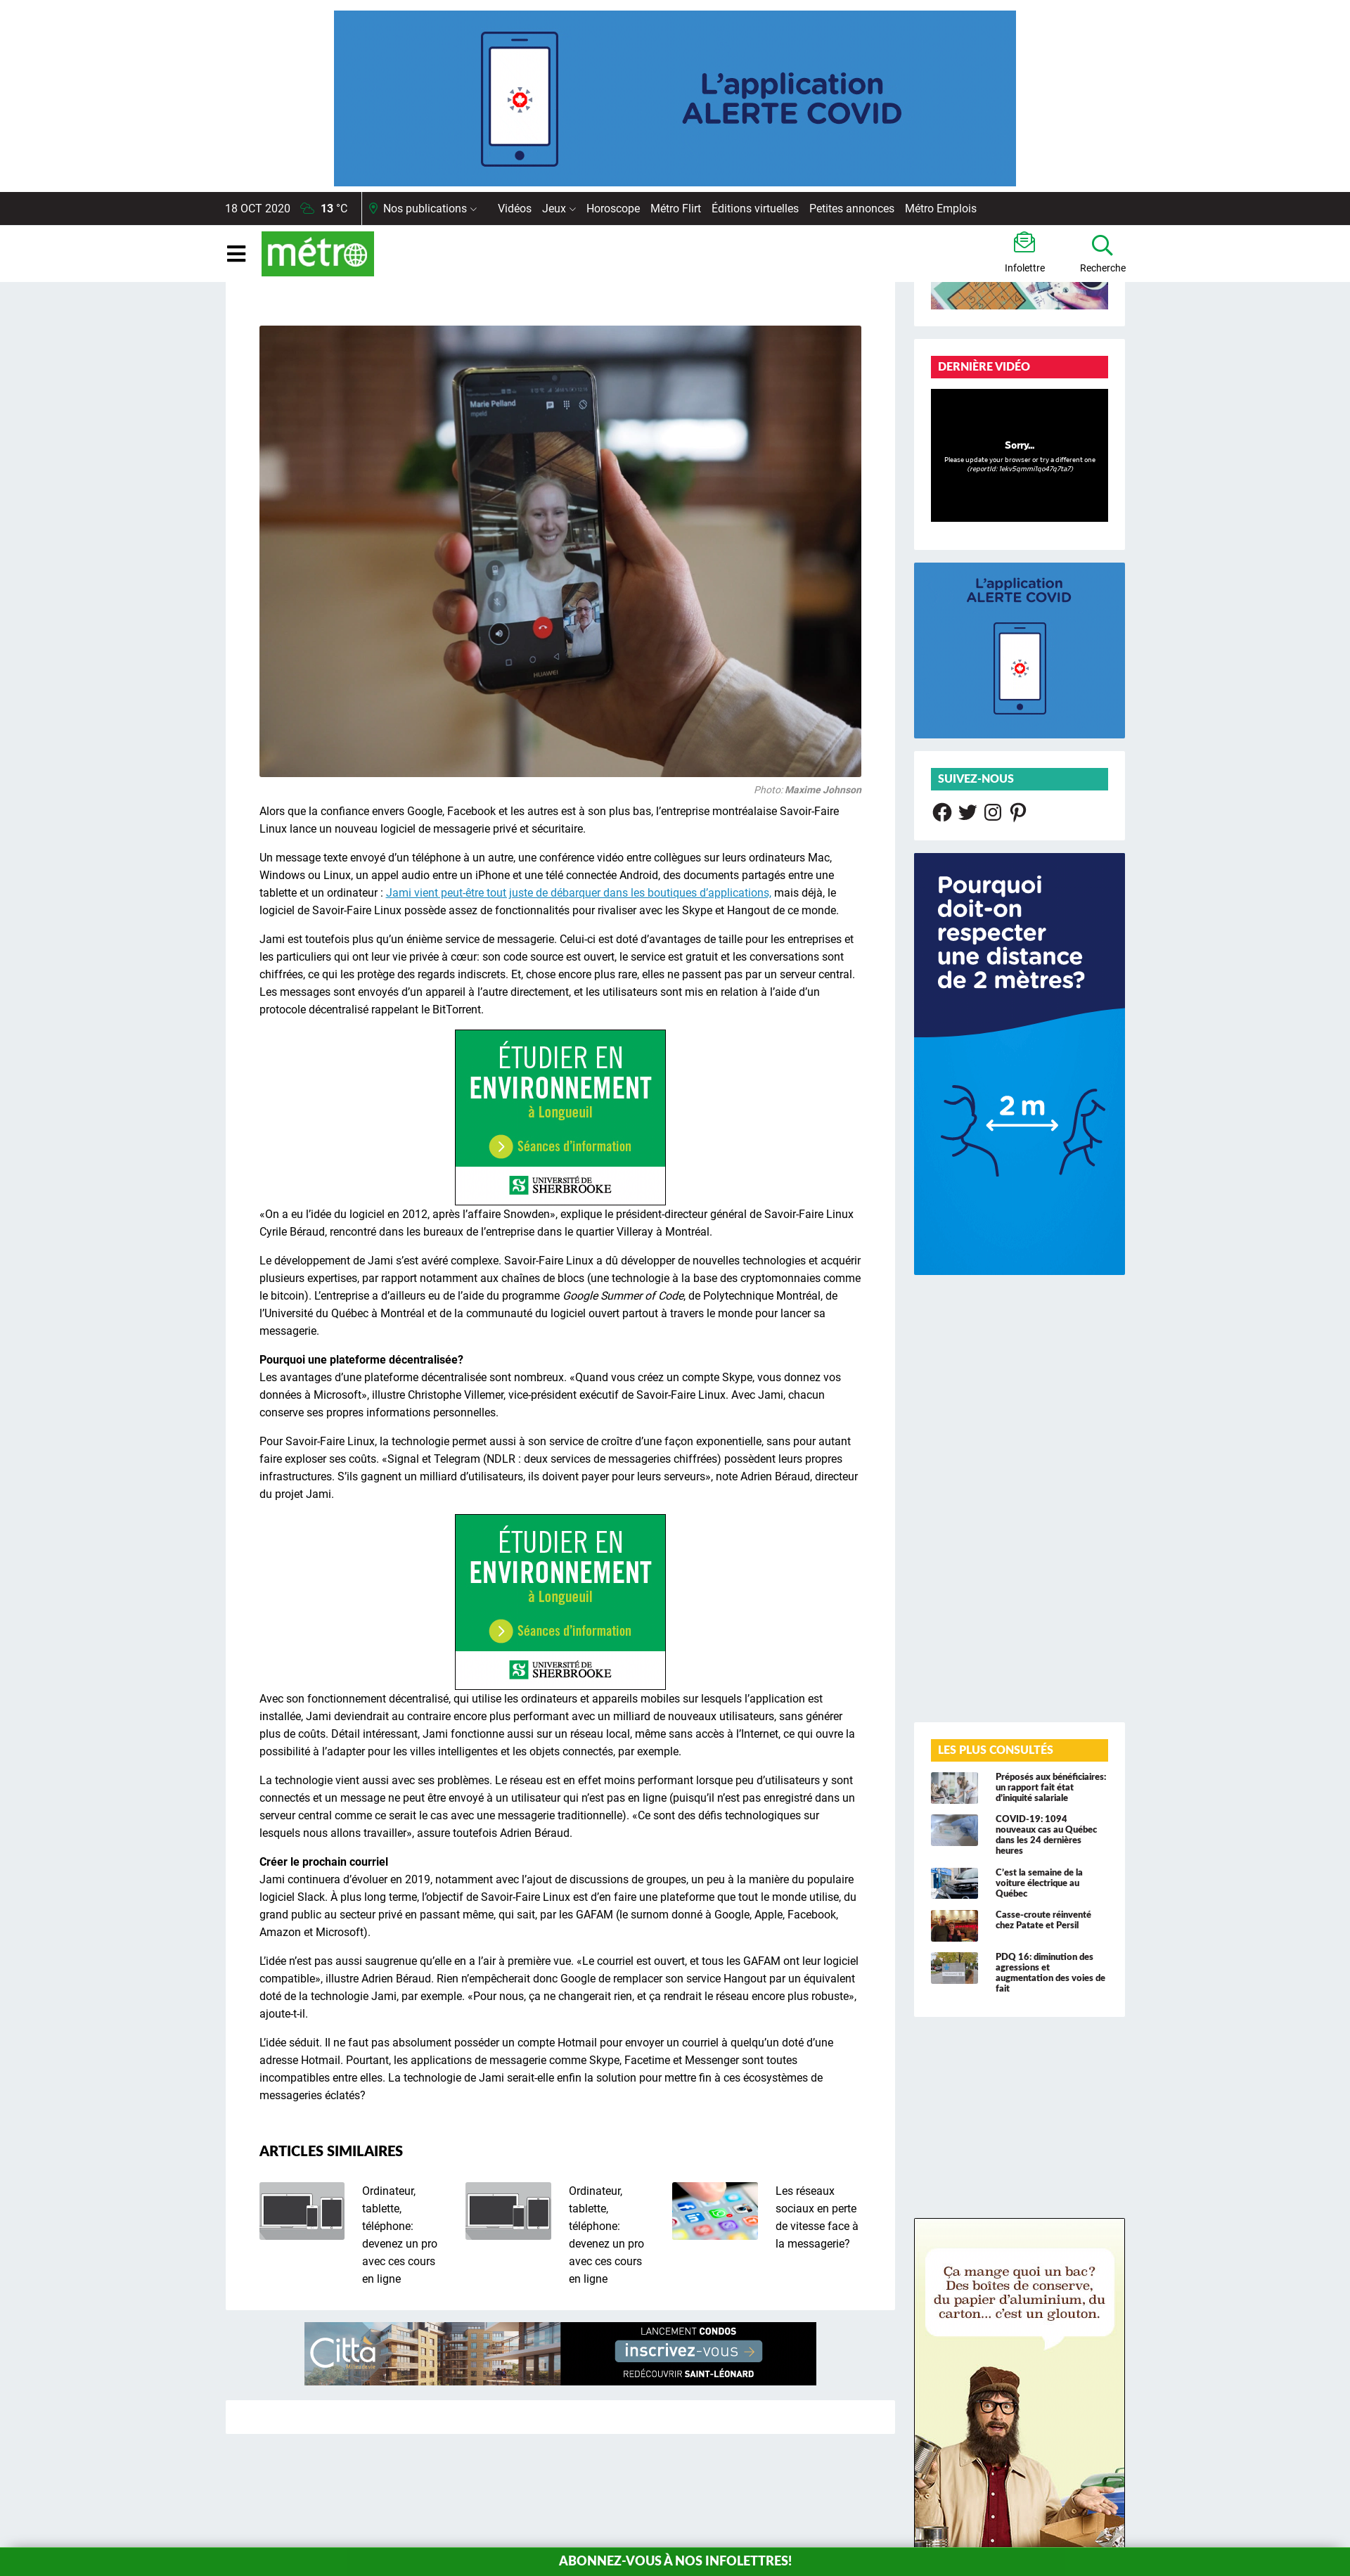 L'application
ALERTE COVID
18 OCT 2020 13 °C Nos publications Vidéos Jeux Horoscope Métro Flirt Éditions virtuelles Petites annonces Métro Emplois
métro
Infolettre
Recherche
Marie Pelland
HUAWEI
Photo: Maxime Johnson
Alors que la confiance envers Google, Facebook et les autres est à son plus bas, l'entreprise montréalaise Savoir-Faire
Linux lance un nouveau logiciel de messagerie privé et sécuritaire.
Un message texte envoyé d'un téléphone à un autre, une conférence vidéo entre collègues sur leurs ordinateurs Mac,
Windows ou Linux, un appel audio entre un iPhone et une télé connectée Android, des documents partagés entre une
tablette et un ordinateur : Jami vient peut-être tout juste de débarquer dans les boutiques d'applications, mais déjà, le
logiciel de Savoir-Faire Linux possède assez de fonctionnalités pour rivaliser avec les Skype et Hangout de ce monde.
Jami est toutefois plus qu'un énième service de messagerie. Celui-ci est doté d'avantages de taille pour les entreprises et
les particuliers qui ont leur vie privée à cœur: son code source est ouvert, le service est gratuit et les conversations sont
chiffrées, ce qui les protège des regards indiscrets. Et, chose encore plus rare, elles ne passent pas par un serveur central.
Les messages sont envoyés d'un appareil à l'autre directement, et les utilisateurs sont mis en relation à l'aide d'un
protocole décentralisé rappelant le BitTorrent.
ÉTUDIER EN
ENVIRONNEMENT
à Longueuil
Séances d'information
UNIVERSITÉ DE
SHERBROOKE
«On a eu l'idée du logiciel en 2012, après l'affaire Snowden», explique le président-directeur général de Savoir-Faire Linux
Cyrile Béraud, rencontré dans les bureaux de l'entreprise dans le quartier Villeray à Montréal.
Le développement de Jami s'est avéré complexe. Savoir-Faire Linux a dû développer de nouvelles technologies et acquérir
plusieurs expertises, par rapport notamment aux chaînes de blocs (une technologie à la base des cryptomonnaies comme
le bitcoin). L'entreprise a d'ailleurs eu de l'aide du programme Google Summer of Code, de Polytechnique Montréal, de
l'Université du Québec à Montréal et de la communauté du logiciel ouvert partout à travers le monde pour lancer sa
messagerie.
Pourquoi une plateforme décentralisée?
Les avantages d'une plateforme décentralisée sont nombreux. «Quand vous créez un compte Skype, vous donnez vos
données à Microsoft», illustre Christophe Villemer, vice-président exécutif de Savoir-Faire Linux. Avec Jami, chacun
conserve ses propres informations personnelles.
Pour Savoir-Faire Linux, la technologie permet aussi à son service de croître d'une façon exponentielle, sans pour autant
faire exploser ses coûts. «Signal et Telegram (NDLR : deux services de messageries chiffrées) possèdent leurs propres
infrastructures. S'ils gagnent un milliard d'utilisateurs, ils doivent payer pour leurs serveurs», note Adrien Béraud, directeur
du projet Jami.
ÉTUDIER EN
ENVIRONNEMENT
à Longueuil
Séances d'information
UNIVERSITÉ DE
SHERBROOKE
Avec son fonctionnement décentralisé, qui utilise les ordinateurs et appareils mobiles sur lesquels l'application est
installée, Jami deviendrait au contraire encore plus performant avec un milliard de nouveaux utilisateurs, sans générer
plus de coûts. Détail intéressant, Jami fonctionne aussi sur un réseau local, même sans accès à l'Internet, ce qui ouvre la
possibilité à l'adapter pour les villes intelligentes et les objets connectés, par exemple.
La technologie vient aussi avec ses problèmes. Le réseau est en effet moins performant lorsque peu d'utilisateurs y sont
connectés et un message ne peut être envoyé à un utilisateur qui n'est pas en ligne (puisqu'il n'est pas enregistré dans un
serveur central comme ce serait le cas avec une messagerie traditionnelle). «Ce sont des défis technologiques sur
lesquels nous allons travailler», assure toutefois Adrien Béraud.
Créer le prochain courriel
Jami continuera d'évoluer en 2019, notamment avec l'ajout de discussions de groupes, un peu à la manière du populaire
logiciel Slack. À plus long terme, l'objectif de Savoir-Faire Linux est d'en faire une plateforme que tout le monde utilise, du
grand public au secteur privé en passant même, qui sait, par les GAFAM (le surnom donné à Google, Apple, Facebook,
Amazon et Microsoft).
L'idée n'est pas aussi saugrenue qu'elle en a l'air à première vue. «Le courriel est ouvert, et tous les GAFAM ont leur logiciel
compatible», illustre Adrien Béraud. Rien n'empêcherait donc Google de remplacer son service Hangout par un équivalent
doté de la technologie Jami, par exemple. «Pour nous, ça ne changerait rien, et ça rendrait le réseau encore plus robuste»,
ajoute-t-il.
L'idée séduit. Il ne faut pas absolument posséder un compte Hotmail pour envoyer un courriel à quelqu'un doté d'une
adresse Hotmail. Pourtant, les applications de messagerie comme Skype, Facetime et Messenger sont toutes
incompatibles entre elles. La technologie de Jami serait-elle enfin la solution pour mettre fin à ces écosystèmes de
messageries éclatés?
ARTICLES SIMILAIRES
Ordinateur,
tablette,
téléphone:
devenez un pro
avec ces cours
en ligne
Ordinateur,
tablette,
téléphone:
devenez un pro
avec ces cours
en ligne
Les réseaux
sociaux en perte
de vitesse face à
la messagerie?
Città
LANCEMENT CONDOS
inscrivez-vous
REDÉCOUVRIR SAINT-LÉONARD
DERNIÈRE VIDÉO
Sorry...
Please update your browser or try a different one
(reportId: 1ekv5qmmi1qo47q7ta7)
L'application
ALERTE COVID
SUIVEZ-NOUS
Pourquoi
doit-on
respecter
une distance
de 2 mètres?
2 m
LES PLUS CONSULTÉS
Préposés aux bénéficiaires:
un rapport fait état
d'iniquité salariale
COVID-19: 1094
nouveaux cas au Québec
dans les 24 dernières
heures
C'est la semaine de la
voiture électrique au
Québec
Casse-croute réinventé
chez Patate et Persil
PDQ 16: diminution des
agressions et
augmentation des voies de
fait
Ça mange quoi un bac?
Des boîtes de conserve,
du papier d'aluminium, du
carton... c'est un glouton.
ABONNEZ-VOUS À NOS INFOLETTRES!